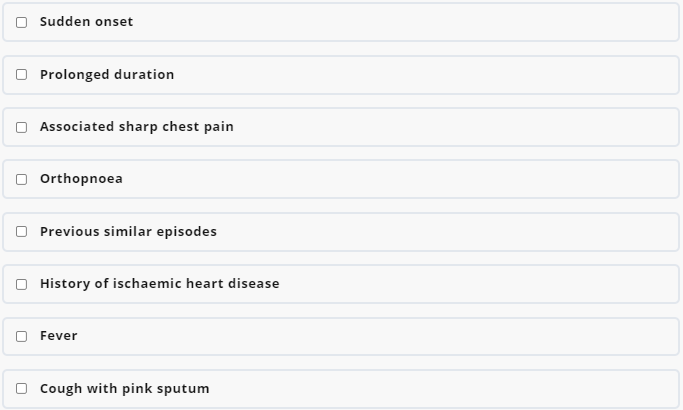 Sudden onset
Prolonged duration
Associated sharp chest pain
Orthopnoea
Previous similar episodes
History of ischaemic heart disease
Fever
Cough with pink sputum